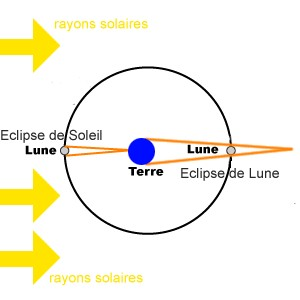 rayons solaires
Eclipse de Soleil
Lune
Lune
Terre
Eclipse de Lune
rayons solaires